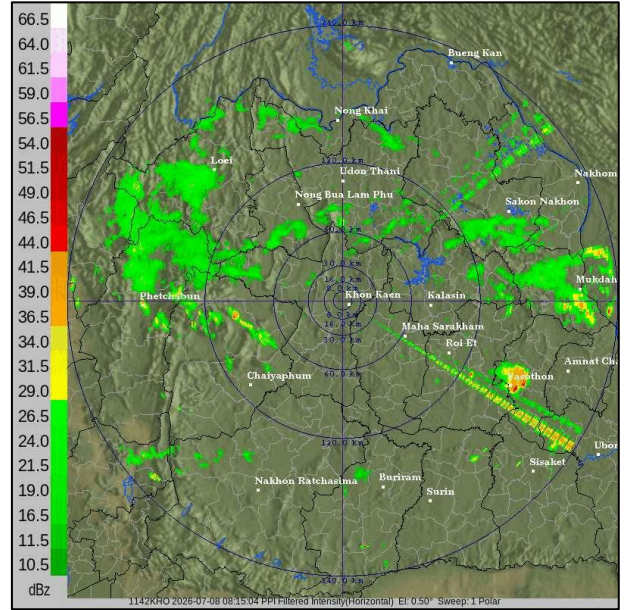 66.5
64.0
61.5
59.0
56.5
54.0
51.5
49.0
46.5
44.0
41.5
39.0
36.5
34.0
31.5
29.0
26.5
24.0
21.5
19.0
16.5
13.5
10.5
dBz
Bueng Kan
Nong Khai
Loei
Udon Thani
Nakhom
Nong Bua Lam Phu
Sakon Nakhon
Mukdah
Phetchabun
Khon Kaen
Kalasin
Maha Sarakham
Roi Et
Amnat Cha
Yasothon
Chaiyaphum
Ubon
Sisaket
Nakhon Ratchasima
Buriram
Surin
1142KHO 2026-07-08 08:15:04 PPI Filtered Intensity(Horizontal) El: 0.50° Sweep: 1 Polar